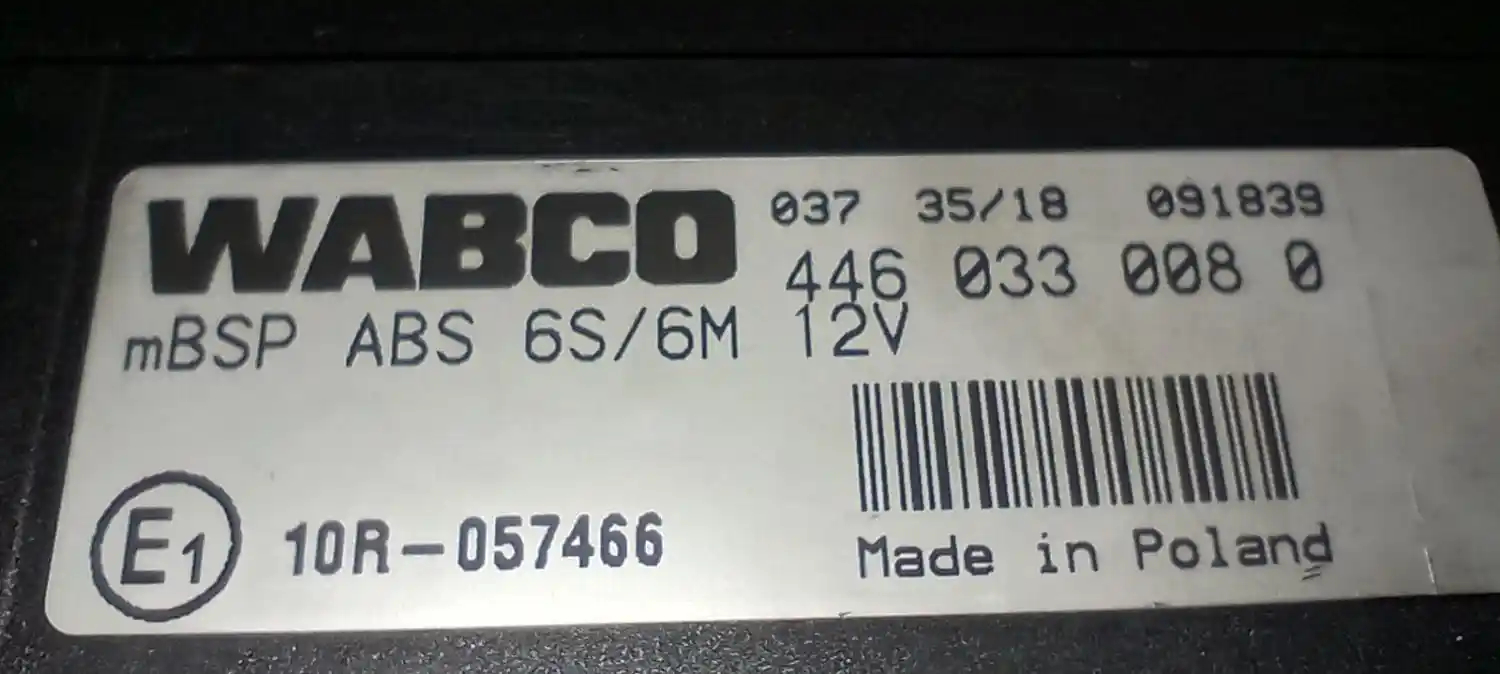 WABCO 037 35/18 091839
446 033 008 0
mBSP ABS 6S/6M 12V
E1 10R-057466
Made in Poland